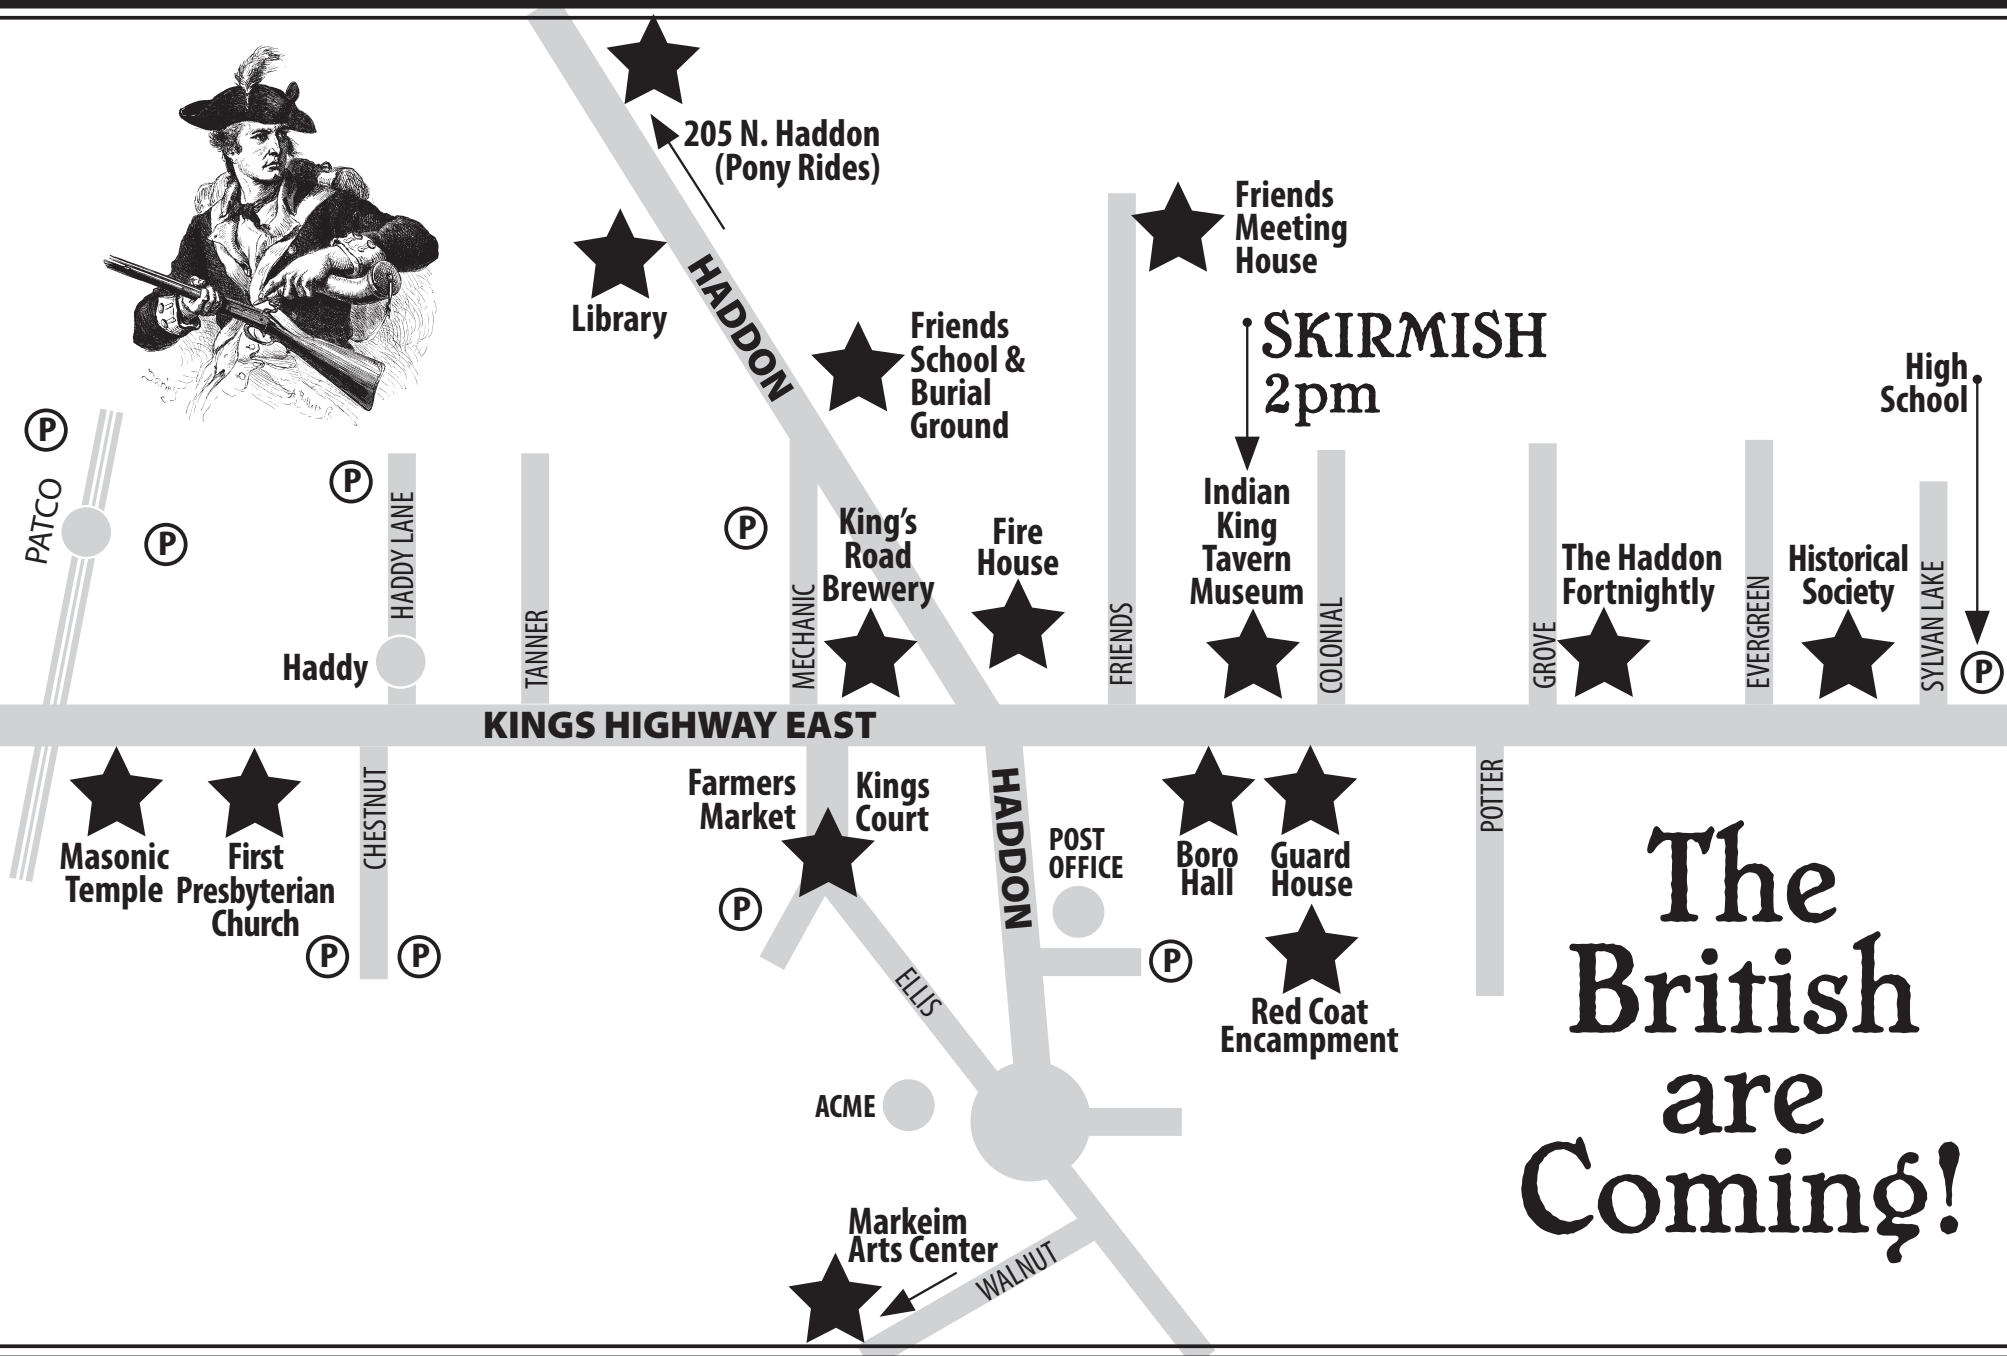 205 N. Haddon
(Pony Rides)
Library
HADDON
Friends
School &
Burial
Ground
Friends
Meeting
House
SKIRMISH
2pm
High
School
P
PATCO
P
P
HADDY LANE
Haddy
TANNER
P
MECHANIC
King's
Road
Brewery
Fire
House
FRIENDS
Indian
King
Tavern
Museum
COLONIAL
GROVE
The Haddon
Fortnightly
EVERGREEN
Historical
Society
SYLVAN LAKE
P
KINGS HIGHWAY EAST
Masonic
Temple
First
Presbyterian
Church
CHESTNUT
P
P
Farmers
Market
Kings
Court
P
ELLIS
HADDON
POST
OFFICE
P
Boro
Hall
Guard
House
Red Coat
Encampment
POTTER
ACME
Markeim
Arts Center
WALNUT
The
British
are
Coming!